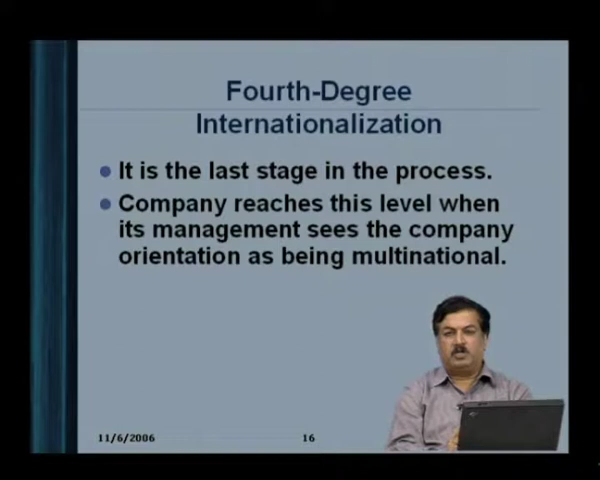 Fourth-Degree
Internationalization
It is the last stage in the process.
Company reaches this level when
its management sees the company
orientation as being multinational.
11/6/2006
16